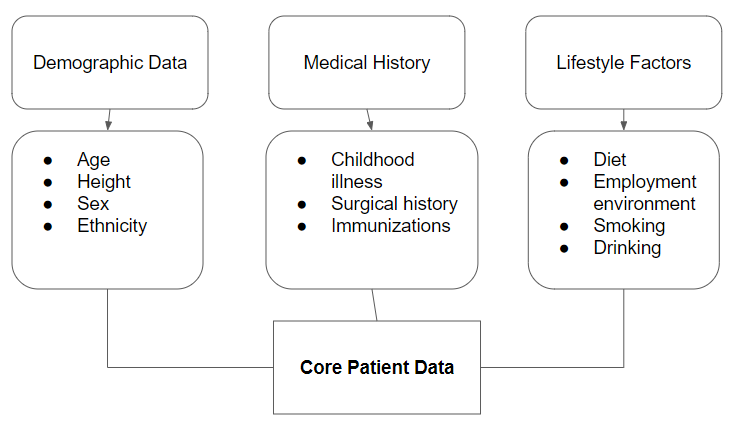 Demographic Data
Medical History
Lifestyle Factors
● Age
● Height
● Sex
● Ethnicity
● Childhood
illness
● Surgical history
● Immunizations
● Diet
● Employment
environment
● Smoking
● Drinking
Core Patient Data